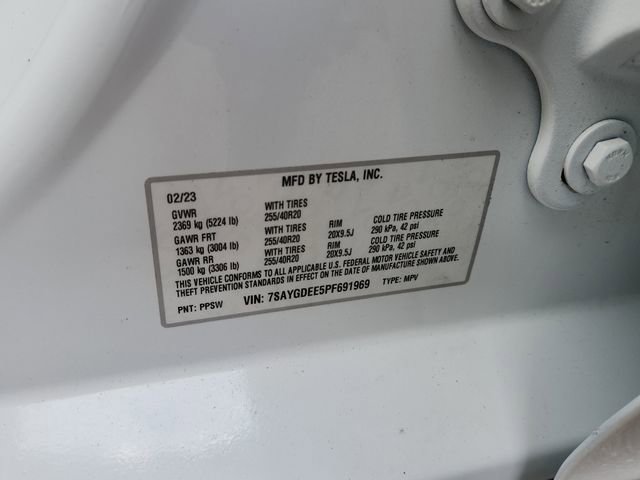 MFD BY TESLA, INC.
02/23
GVWR WITH TIRES
2369 kg (5224 lb) 255/40R20 RIM COLD TIRE PRESSURE
GAWR FRT WITH TIRES 20X9.5J 290 kPa, 42 psi
1363 kg (3004 lb) 255/40R20 RIM COLD TIRE PRESSURE
GAWR RR WITH TIRES 20X9.5J 290 kPa, 42 psi
1500 kg (3306 lb) 255/40R20
THIS VEHICLE CONFORMS TO ALL APPLICABLE U.S. FEDERAL MOTOR VEHICLE SAFETY AND
THEFT PREVENTION STANDARDS IN EFFECT ON THE DATE OF MANUFACTURE SHOWN ABOVE.
PNT: PPSW VIN: 7SAYGDEE5PF691969 TYPE: MPV